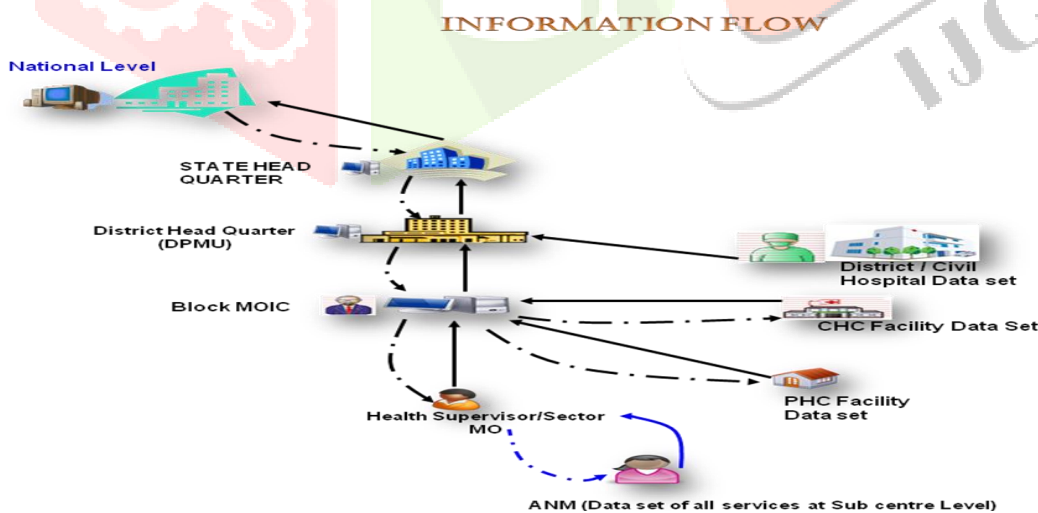 INFORMATION FLOW
IJC
National Level
STATE HEAD
QUARTER
District Head Quarter
(DPMU)
District / Civil
Hospital Data set
Block MOIC
CHC Facility Data Set
PHC Facility
Data set
Health Supervisor/Sector
MO
ANM (Data set of all services at Sub centre Level)